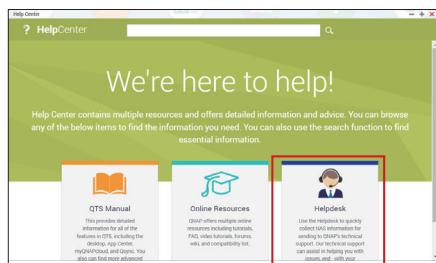 Help Center
? HelpCenter
We're here to help!
Help Center contains multiple resources and offers detailed information and advice. You can browse
any of the below items to find the information you need. You can also use the search function to find
essential information.
QTS Manual
This provides detailed
information for all of the
features in QTS, including the
desktop, App Center,
myQNAPcloud, and Qsync. You
also can find more advanced
Online Resources
QNAP offers multiple online
resources including tutorials,
FAQ, video tutorials, forums,
wiki, and compatibility list.
Helpdesk
Use the Helpdesk to quickly
collect NAS information for
sending to QNAP's technical
support. Our technical support
can assist in helping you with
issues, and - with your